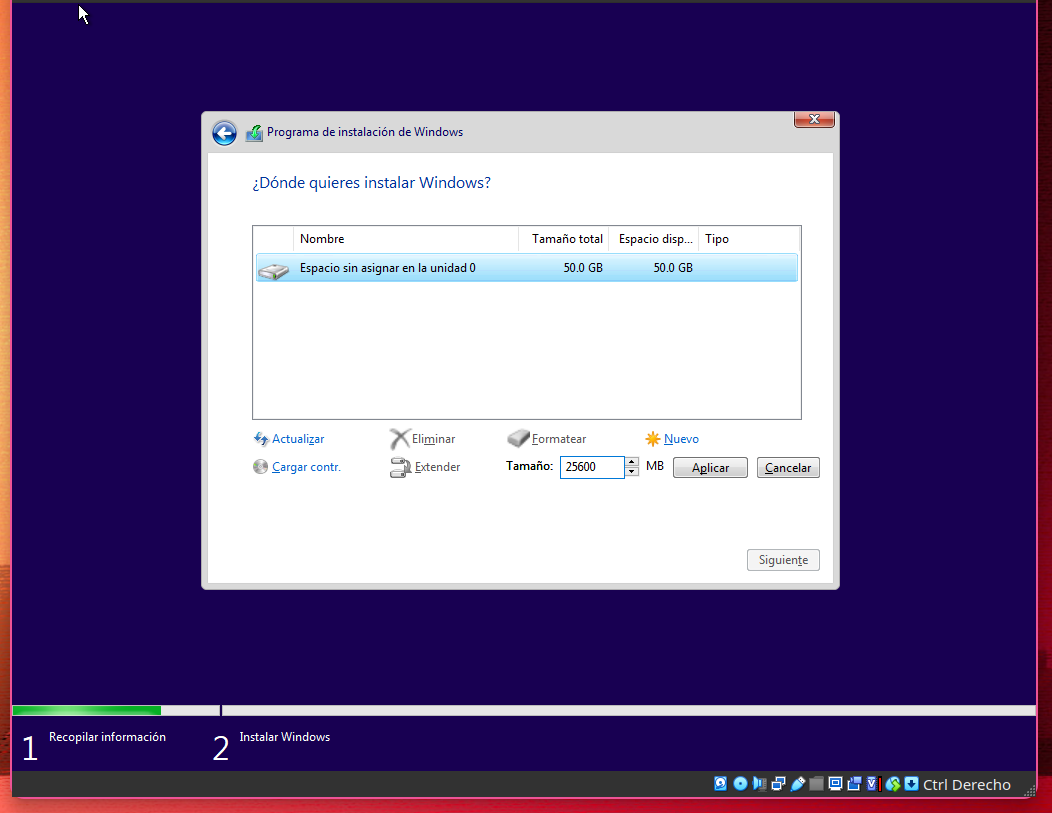 Programa de instalación de Windows
¿Dónde quieres instalar Windows?
Nombre Tamaño total Espacio disp... Tipo
Espacio sin asignar en la unidad 0 50.0 GB 50.0 GB
Actualizar Eliminar Formatear Nuevo
Cargar contr. Extender Tamaño: 25600 MB Aplicar Cancelar
Siguiente
1 Recopilar información 2 Instalar Windows
Ctrl Derecho